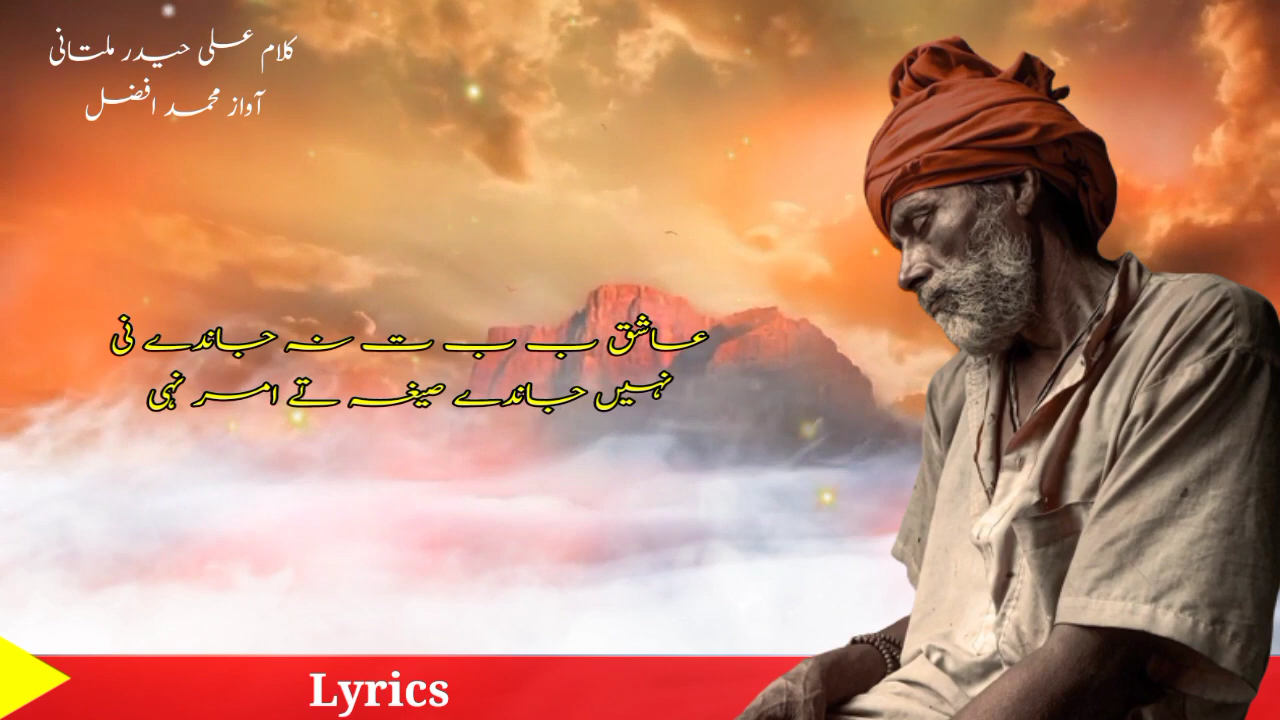 کلام علی حیدر ملتانی
آواز محمد افضل
عاشق ب ب ت نہ جاندے نی
نہیں جاندے صیغہ تے امر نہی
Lyrics